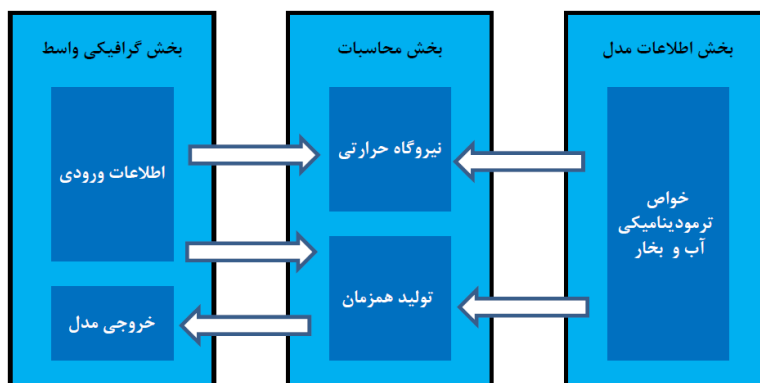 بخش اطلاعات مدل
خواص
ترمودینامیکی
آب و بخار
بخش محاسبات
نیروگاه حرارتی
تولید همزمان
بخش گرافیکی واسط
اطلاعات ورودی
خروجی مدل